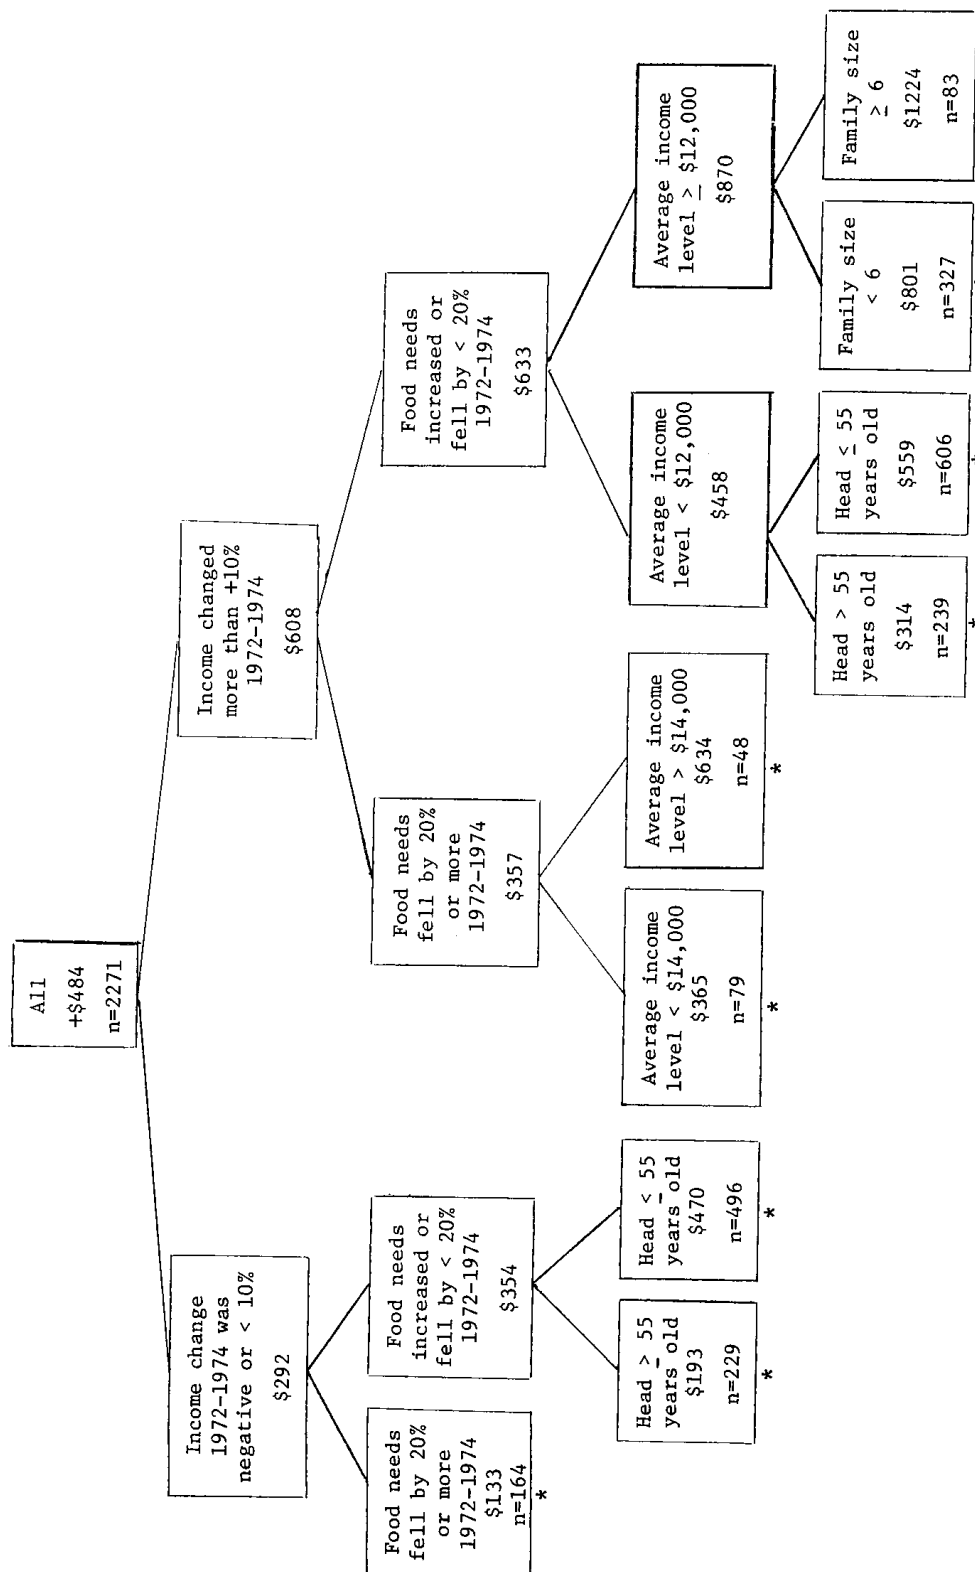 All
+$484
n=2271
Income change
1972-1974 was
negative or < 10%
$292
Income changed
more than +10%
1972-1974
$608
Food needs
fell by 20%
or more
1972-1974
$133
n=164
*
Food needs
increased or
fell by < 20%
1972-1974
$354
Food needs
fell by 20%
or more
1972-1974
$357
Food needs
increased or
fell by < 20%
1972-1974
$633
Head ≥ 55
years old
$193
n=229
*
Head ≤ 55
years old
$470
n=496
*
Average income
level < $14,000
$365
n=79
*
Average income
level > $14,000
$634
n=48
*
Average income
level < $12,000
$458
Average income
level ≥ $12,000
$870
Head > 55
years old
$314
n=239
*
Head ≤ 55
years old
$559
n=606
*
Family size
< 6
$801
n=327
Family size
≥ 6
$1224
n=83